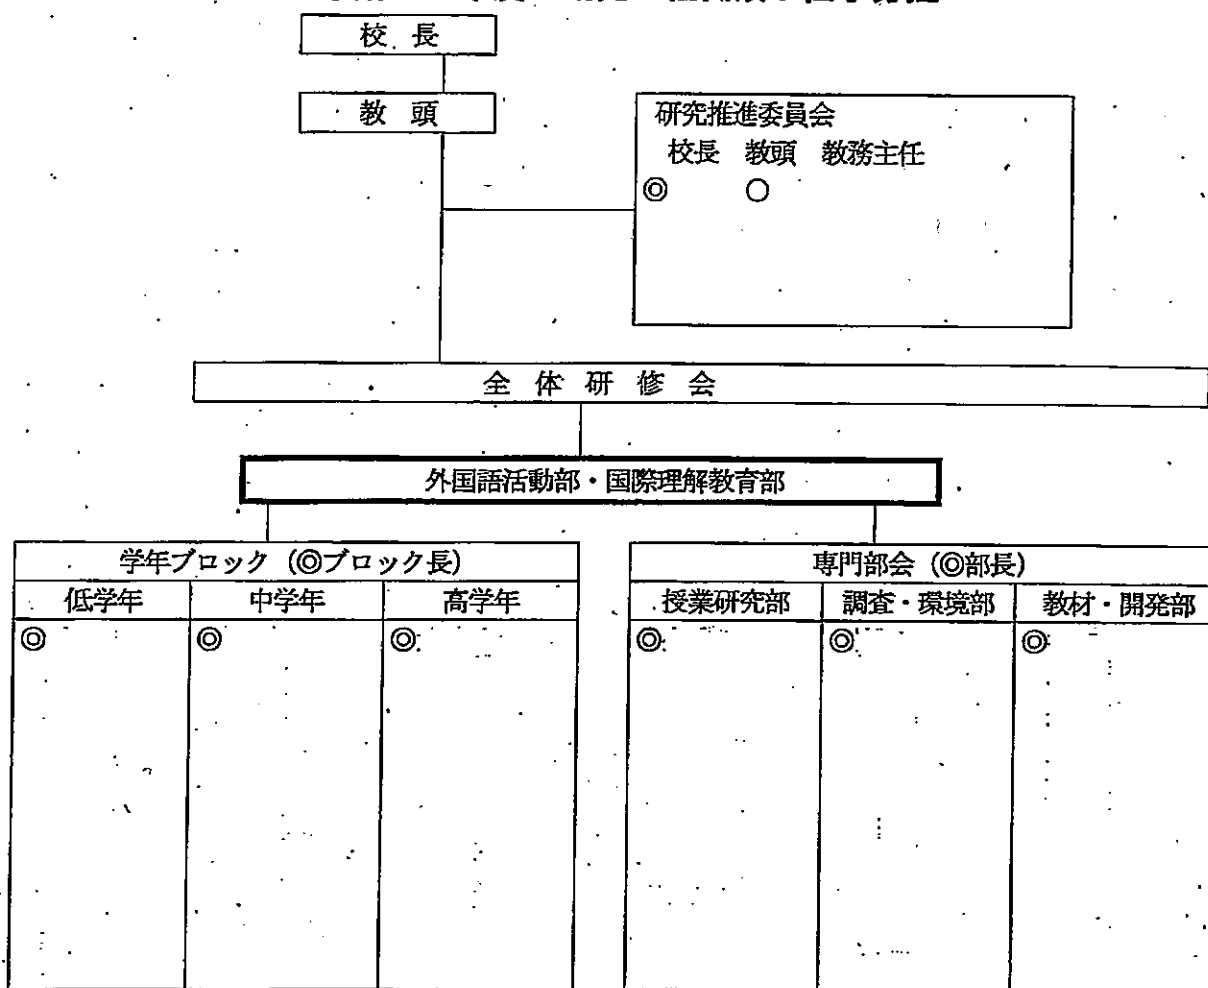 校 長
教 頭
研究推進委員会
校長 教頭 教務主任
◎ ○
全 体 研 修 会
外国語活動部・国際理解教育部
学年ブロック (◎ブロック長)
低学年 中学年 高学年
◎ ◎ ◎
専門部会 (◎部長)
授業研究部 調査・環境部 教材・開発部
◎ ◎ ◎